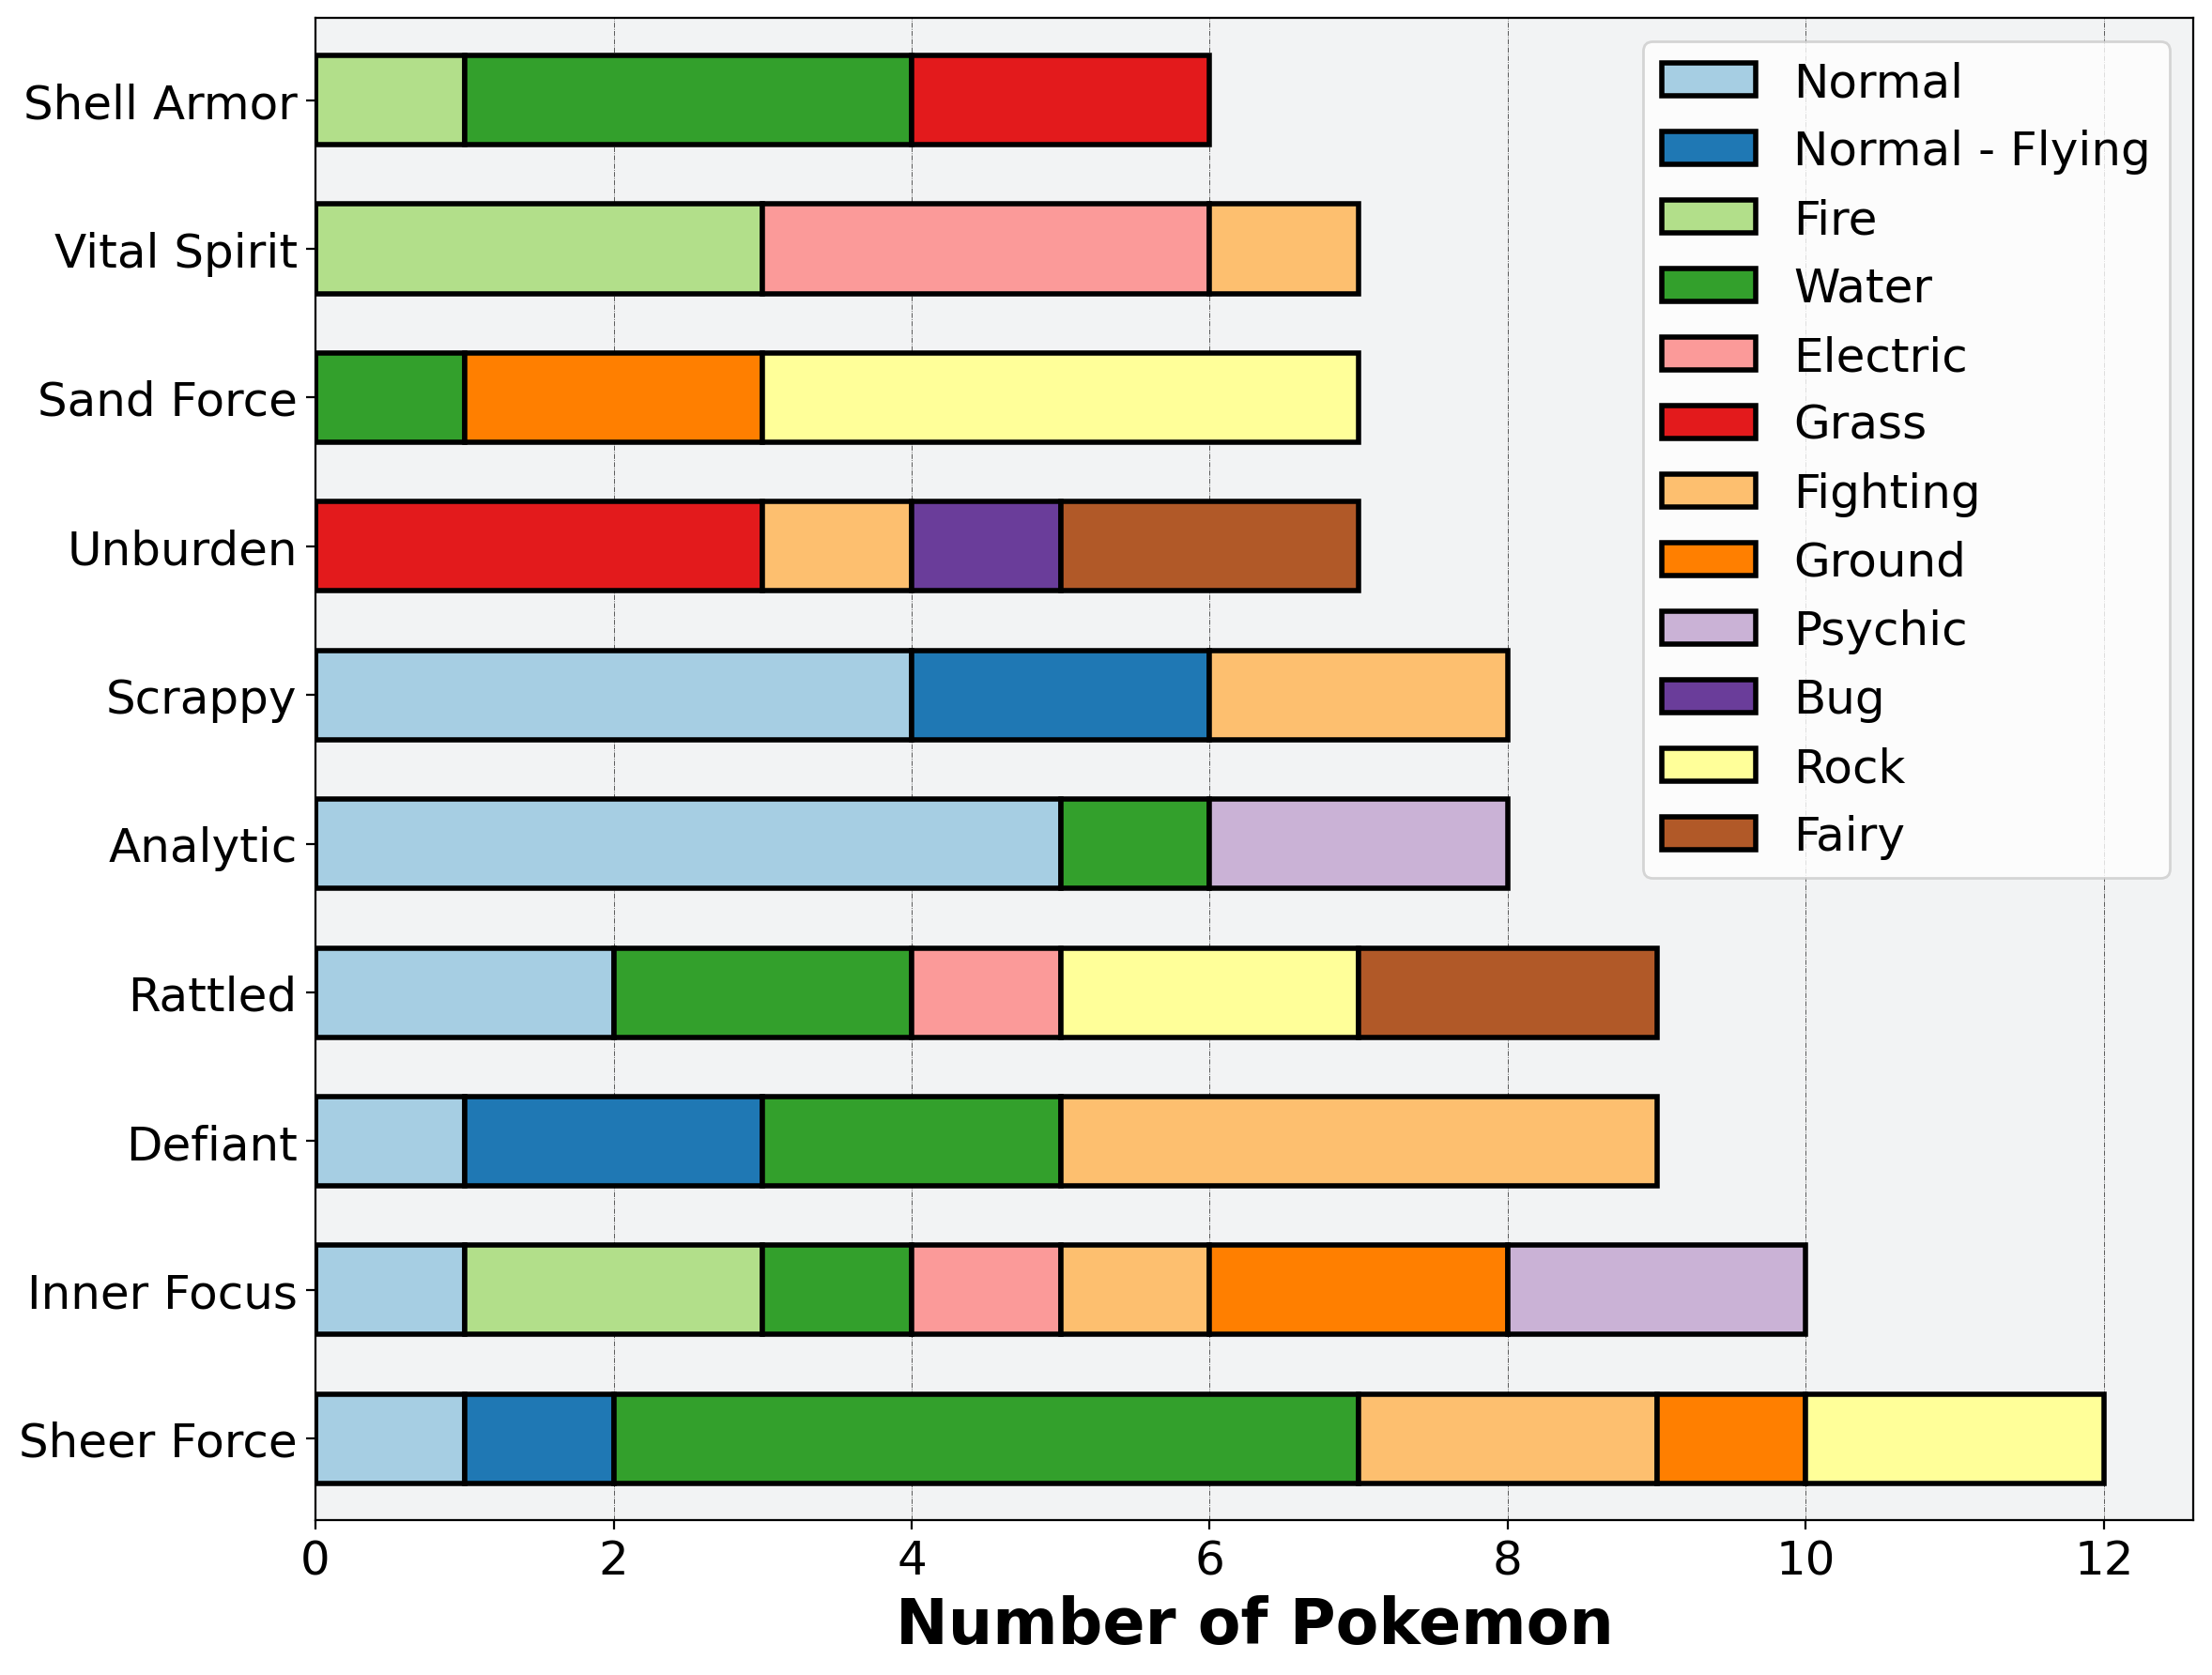 Shell Armor
Vital Spirit
Sand Force
Unburden
Scrappy
Analytic
Rattled
Defiant
Inner Focus
Sheer Force
Normal
Normal - Flying
Fire
Water
Electric
Grass
Fighting
Ground
Psychic
Bug
Rock
Fairy
0 2 4 6 8 10 12
Number of Pokemon